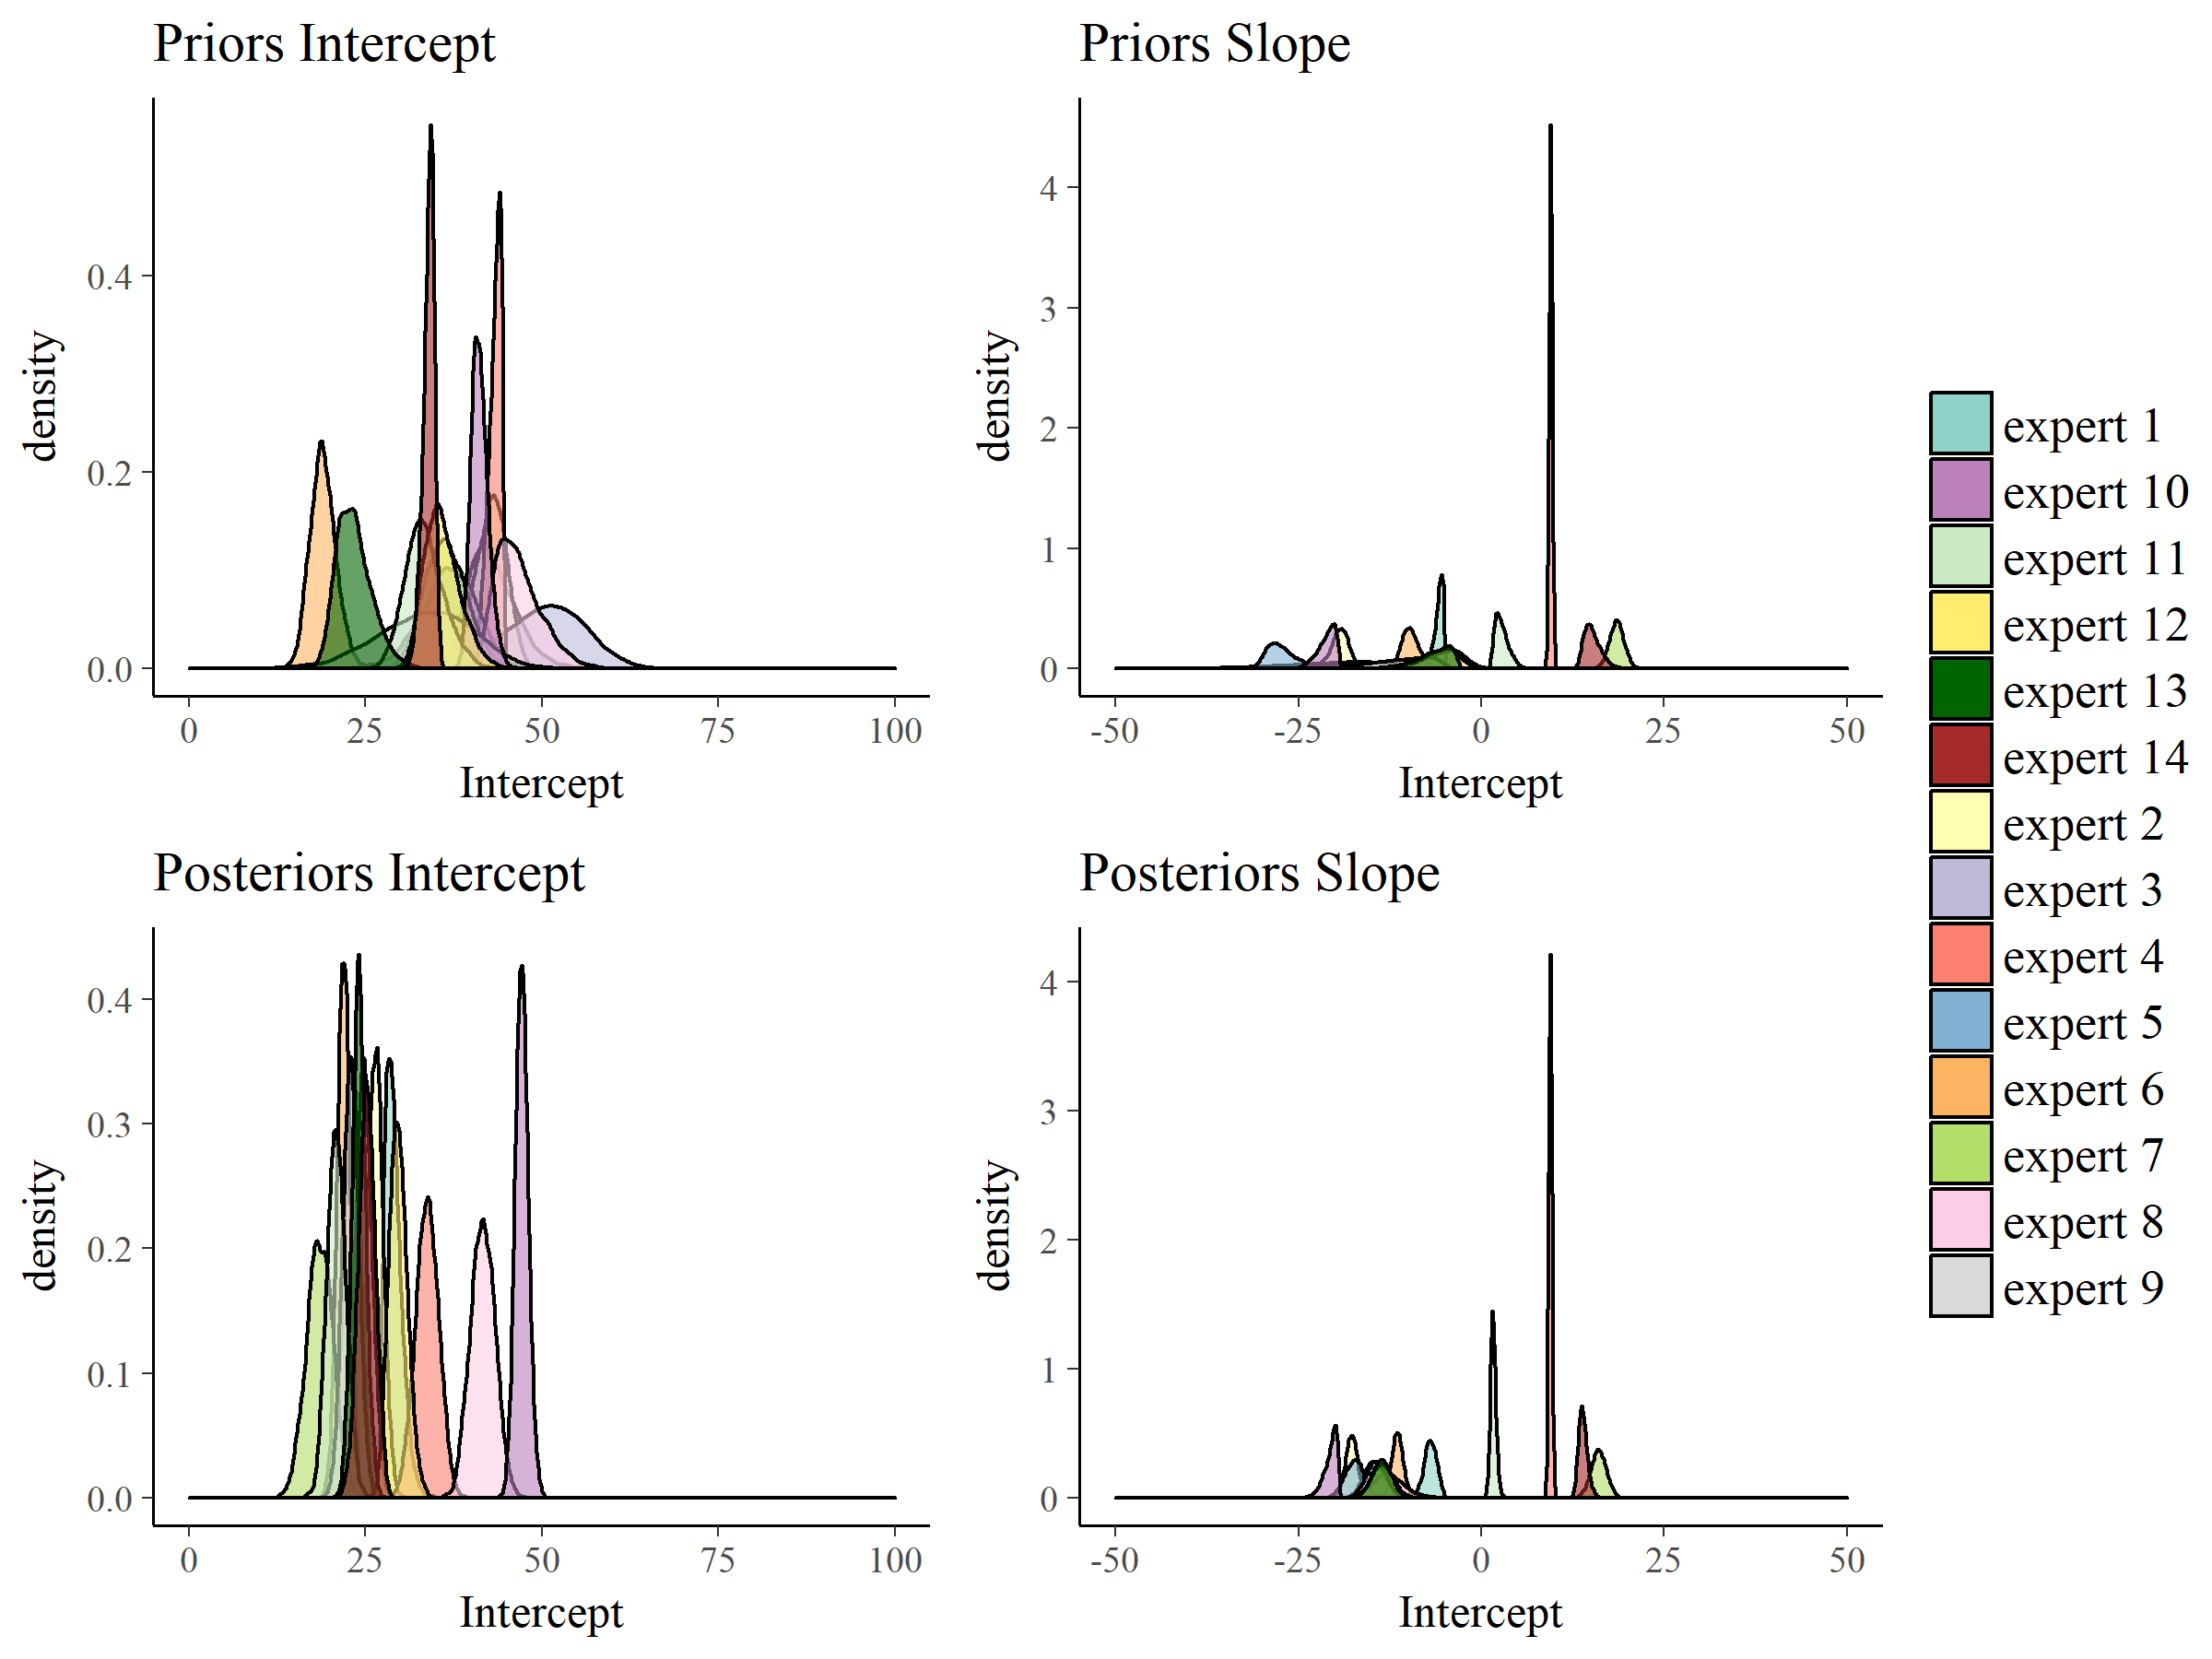 Priors Intercept
density
0.4
0.2
0.0
0 25 50 75 100
Intercept
Priors Slope
density
4
3
2
1
0
-50 -25 0 25 50
Intercept
Posteriors Intercept
density
0.4
0.3
0.2
0.1
0.0
0 25 50 75 100
Intercept
Posteriors Slope
density
4
3
2
1
0
-50 -25 0 25 50
Intercept
expert 1
expert 10
expert 11
expert 12
expert 13
expert 14
expert 2
expert 3
expert 4
expert 5
expert 6
expert 7
expert 8
expert 9